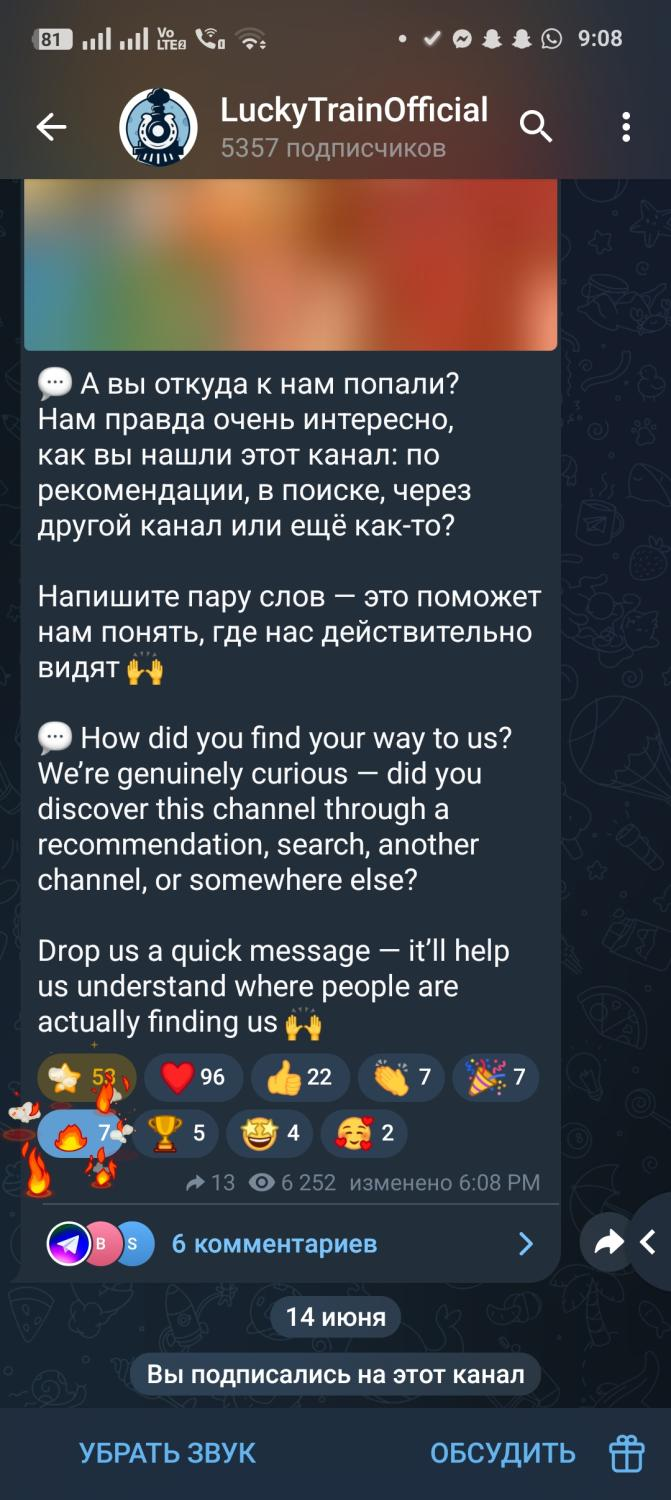 81 Vo LTE2 9:08
LuckyTrainOfficial
5357 подписчиков
💬 А вы откуда к нам попали?
Нам правда очень интересно,
как вы нашли этот канал: по
рекомендации, в поиске, через
другой канал или ещё как-то?
Напишите пару слов — это поможет
нам понять, где нас действительно
видят 🙌
💬 How did you find your way to us?
We’re genuinely curious — did you
discover this channel through a
recommendation, search, another
channel, or somewhere else?
Drop us a quick message — it’ll help
us understand where people are
actually finding us 🙌
⭐ 53 ❤️ 96 👍 22 👏 7 🎉 7
🔥 7 🏆 5 🤩 4 🥰 2
13 6 252 изменено 6:08 PM
B S 6 комментариев
14 июня
Вы подписались на этот канал
УБРАТЬ ЗВУК ОБСУДИТЬ